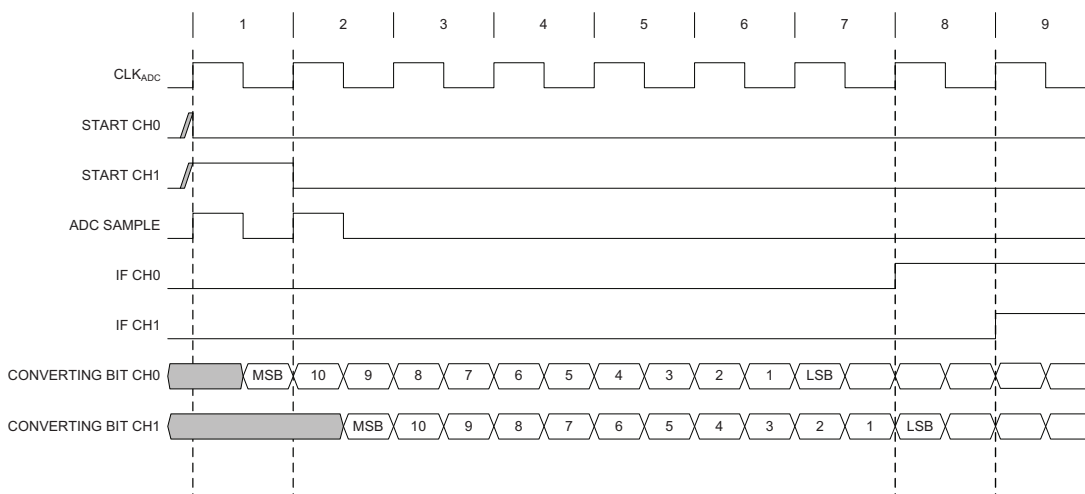 1 2 3 4 5 6 7 8 9
CLKADC
START CH0
START CH1
ADC SAMPLE
IF CH0
IF CH1
CONVERTING BIT CH0 MSB 10 9 8 7 6 5 4 3 2 1 LSB
CONVERTING BIT CH1 MSB 10 9 8 7 6 5 4 3 2 1 LSB